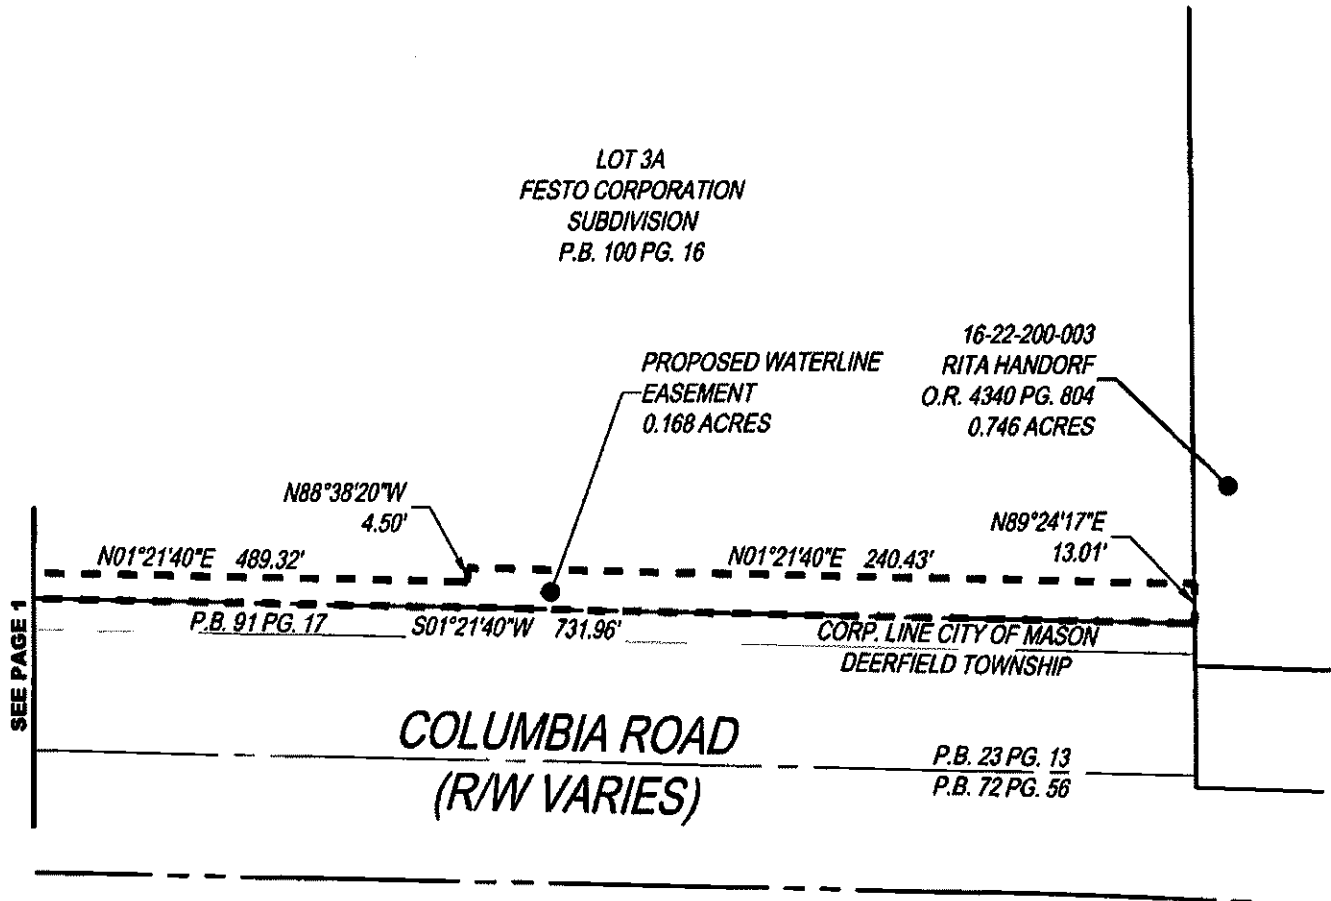 LOT 3A
FESTO CORPORATION
SUBDIVISION
P.B. 100 PG. 16
16-22-200-003
RITA HANDORF
O.R. 4340 PG. 804
0.746 ACRES
PROPOSED WATERLINE
EASEMENT
0.168 ACRES
N88°38'20"W
4.50'
N89°24'17"E
13.01'
N01°21'40"E 489.32'
N01°21'40"E 240.43'
P.B. 91 PG. 17
S01°21'40"W 731.96'
CORP. LINE CITY OF MASON
DEERFIELD TOWNSHIP
SEE PAGE 1
COLUMBIA ROAD
(R/W VARIES)
P.B. 23 PG. 13
P.B. 72 PG. 56